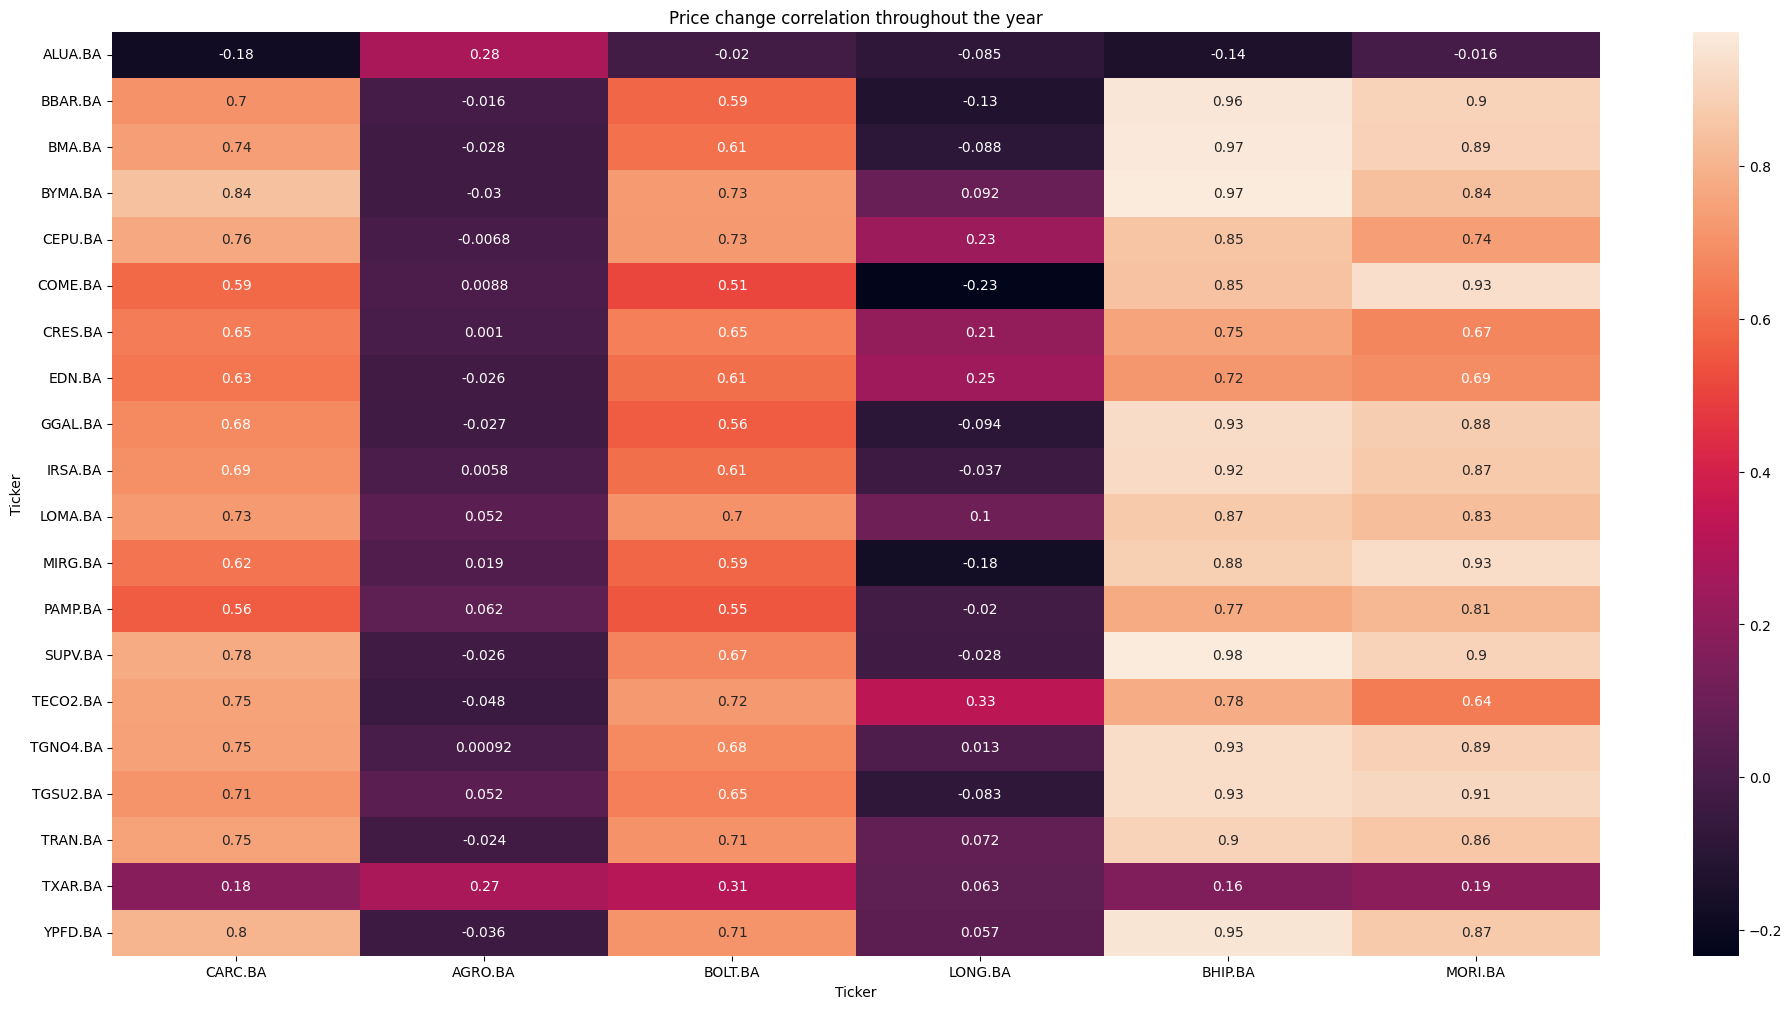 Price change correlation throughout the year
Ticker
ALUA.BA -0.18 0.28 -0.02 -0.085 -0.14 -0.016
BBAR.BA 0.7 -0.016 0.59 -0.13 0.96 0.9
BMA.BA 0.74 -0.028 0.61 -0.088 0.97 0.89
BYMA.BA 0.84 -0.03 0.73 0.092 0.97 0.84
CEPU.BA 0.76 -0.0068 0.73 0.23 0.85 0.74
COME.BA 0.59 0.0088 0.51 -0.23 0.85 0.93
CRES.BA 0.65 0.001 0.65 0.21 0.75 0.67
EDN.BA 0.63 -0.026 0.61 0.25 0.72 0.69
GGAL.BA 0.68 -0.027 0.56 -0.094 0.93 0.88
IRSA.BA 0.69 0.0058 0.61 -0.037 0.92 0.87
LOMA.BA 0.73 0.052 0.7 0.1 0.87 0.83
MIRG.BA 0.62 0.019 0.59 -0.18 0.88 0.93
PAMP.BA 0.56 0.062 0.55 -0.02 0.77 0.81
SUPV.BA 0.78 -0.026 0.67 -0.028 0.98 0.9
TECO2.BA 0.75 -0.048 0.72 0.33 0.78 0.64
TGNO4.BA 0.75 0.00092 0.68 0.013 0.93 0.89
TGSU2.BA 0.71 0.052 0.65 -0.083 0.93 0.91
TRAN.BA 0.75 -0.024 0.71 0.072 0.9 0.86
TXAR.BA 0.18 0.27 0.31 0.063 0.16 0.19
YPFD.BA 0.8 -0.036 0.71 0.057 0.95 0.87
CARC.BA AGRO.BA BOLT.BA LONG.BA BHIP.BA MORI.BA
Ticker
0.8
0.6
0.4
0.2
0.0
−0.2